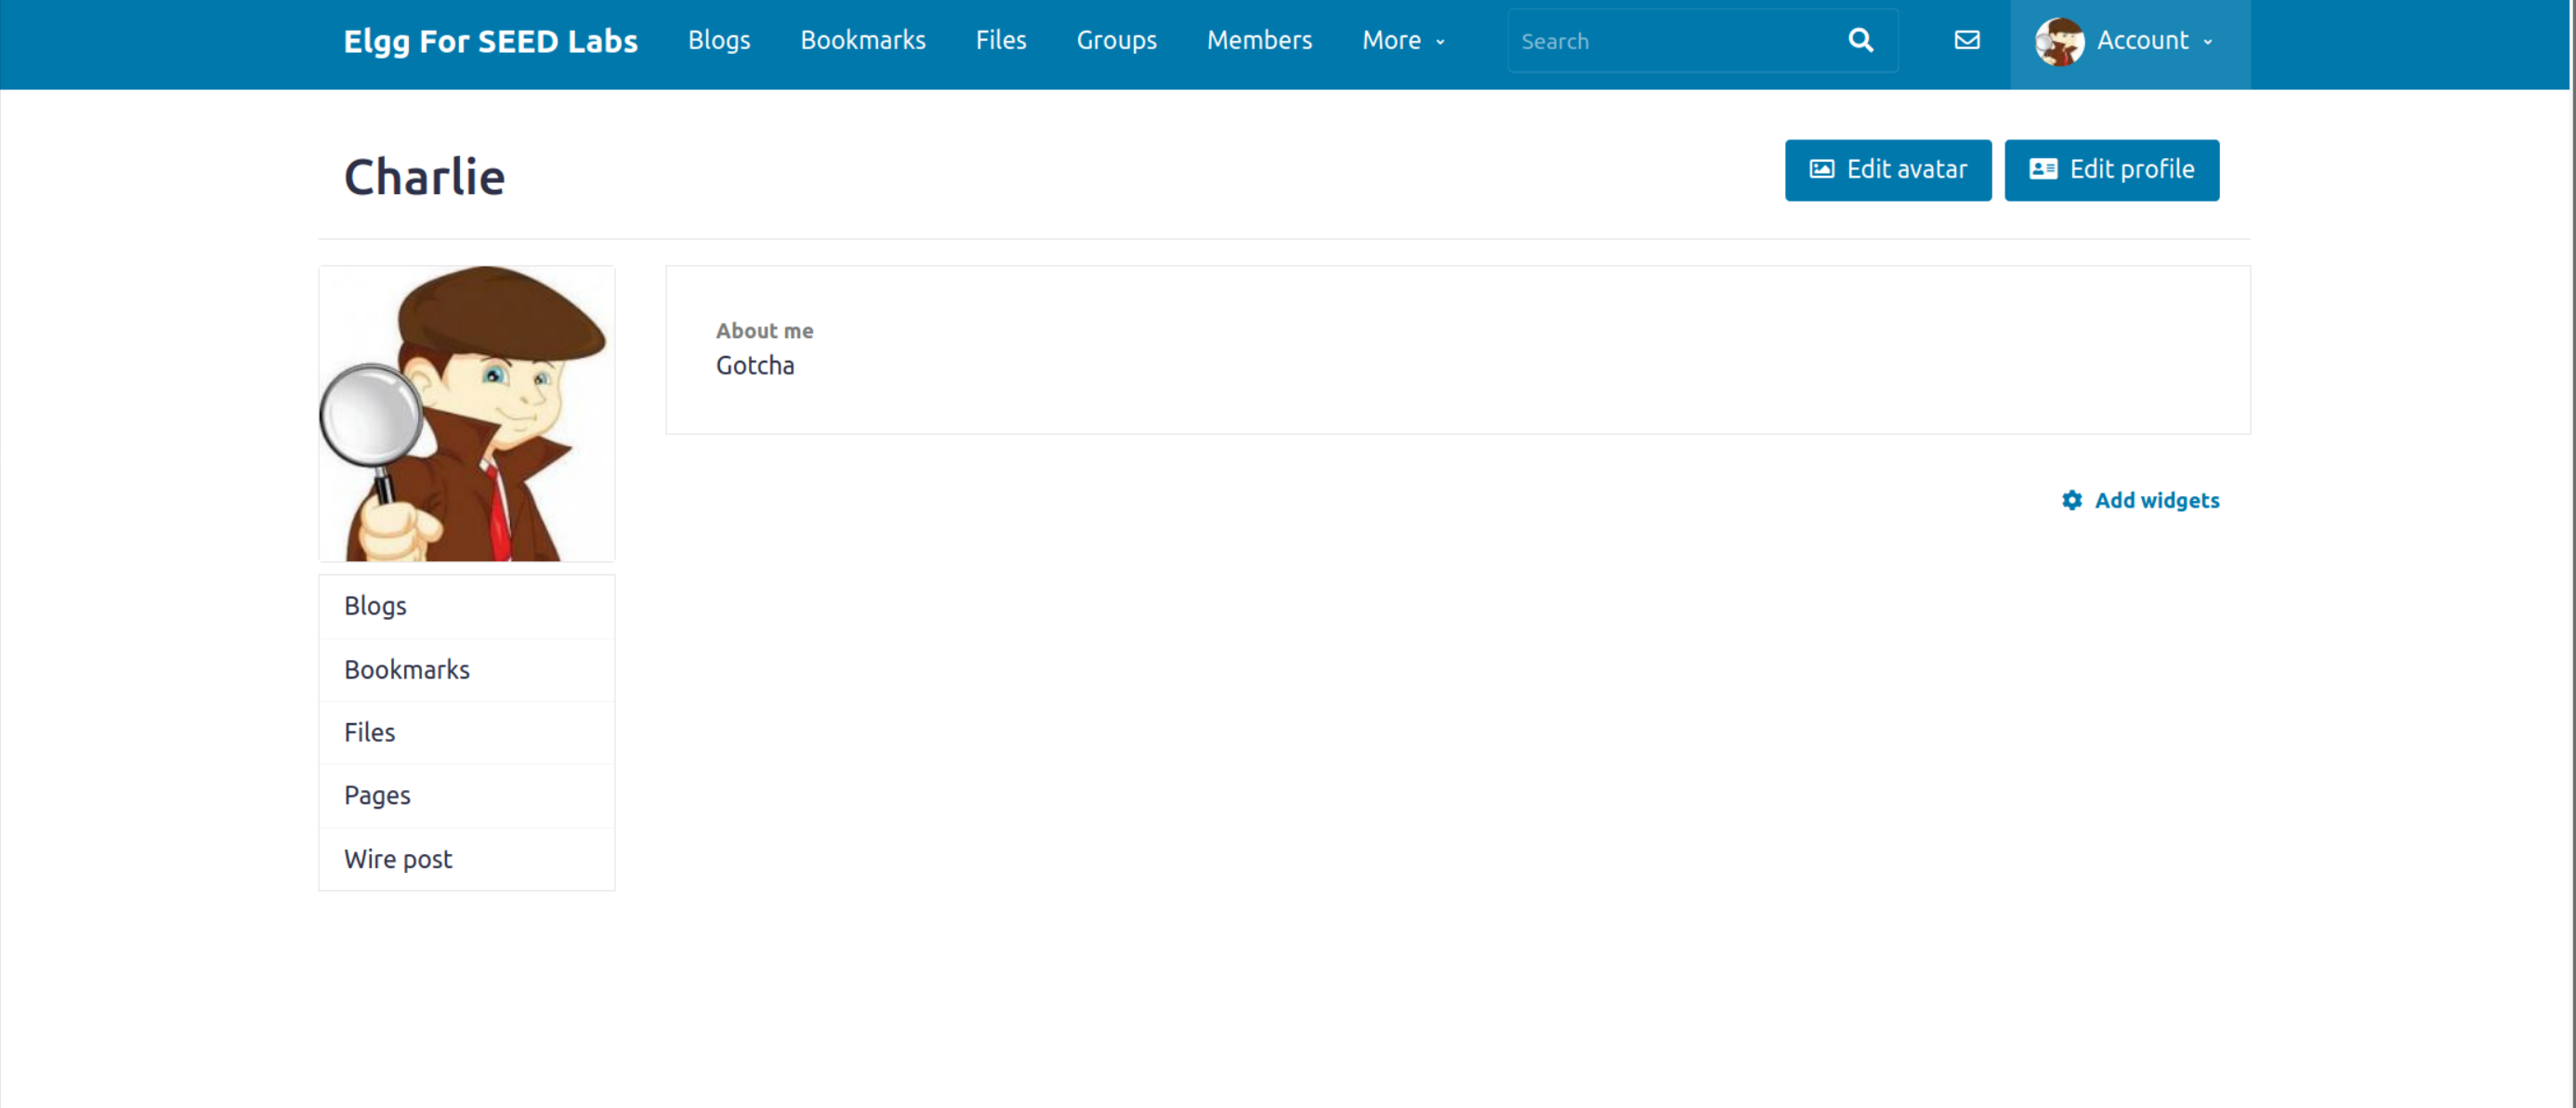 Elgg For SEED Labs Blogs Bookmarks Files Groups Members More Search Account
Charlie
Edit avatar Edit profile
About me
Gotcha
Add widgets
Blogs
Bookmarks
Files
Pages
Wire post